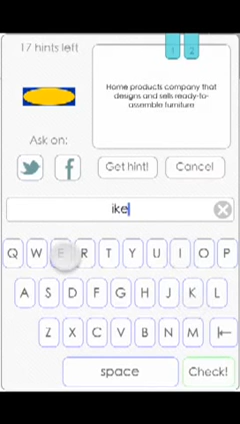 17 hints left
1 2
Home products company that
designs and sells ready-to-
assemble furniture
Ask on:
Get hint!
Cancel
ike
Q W E R T Y U I O P
A S D F G H J K L
Z X C V B N M
space
Check!